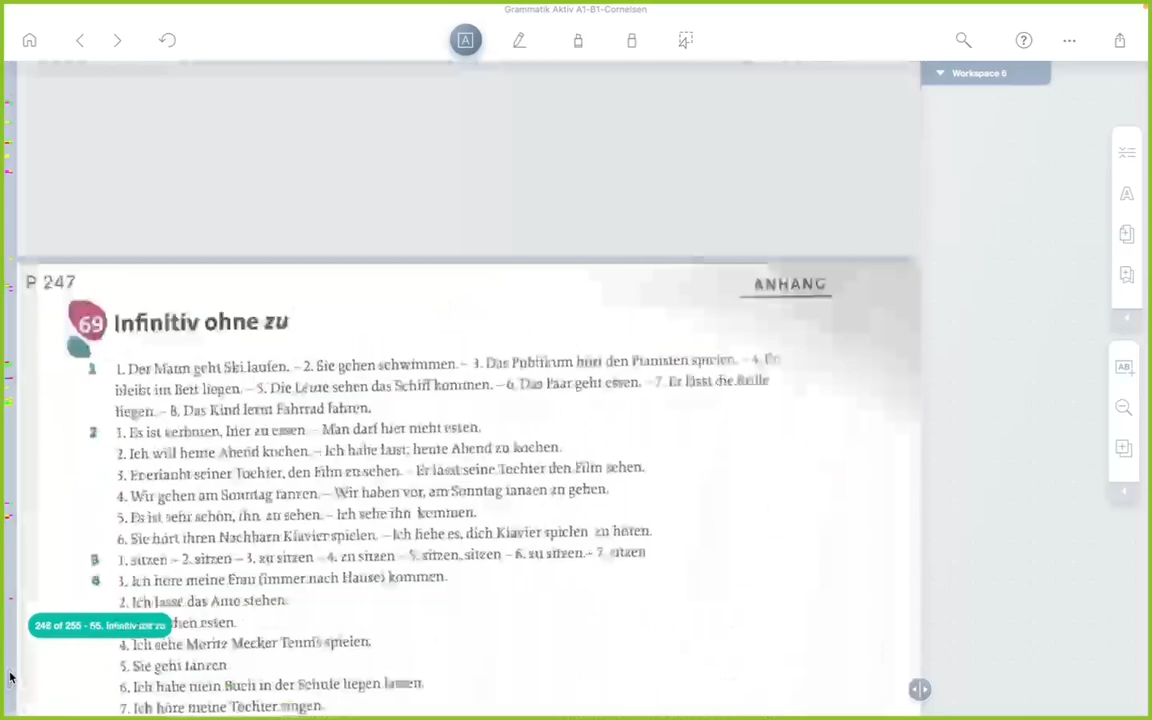 Grammatik Aktiv A1-B1-Cornelsen
Workspace 6
P 247
ANHANG
69 Infinitiv ohne zu
1 1. Der Mann geht Ski laufen. – 2. Sie gehen schwimmen. – 3. Das Publikum hört den Pianisten spielen. – 4. Er
bleibt im Bett liegen. – 5. Die Leute sehen das Schiff kommen. – 6. Das Paar geht essen. – 7. Er lässt die Brille
liegen. – 8. Das Kind lernt Fahrrad fahren.
2 1. Es ist verboten, hier zu essen – Man darf hier nicht essen.
2. Ich will heute Abend kochen. – Ich habe Lust, heute Abend zu kochen.
3. Er erlaubt seiner Tochter, den Film zu sehen. – Er lässt seine Tochter den Film sehen.
4. Wir gehen am Sonntag tanzen. – Wir haben vor, am Sonntag tanzen zu gehen.
5. Es ist sehr schön, ihn zu sehen. – Ich sehe ihn kommen.
6. Sie hört ihren Nachbarn Klavier spielen. – Ich liebe es, dich Klavier spielen zu hören.
3 1. sitzen – 2. sitzen – 3. zu sitzen – 4. zu sitzen – 5. sitzen, sitzen – 6. zu sitzen – 7. sitzen
Ich höre meine Frau (immer nach Hause) kommen.
2. Ich lasse das Auto stehen.
248 of 255 - 55. Infinitiv mit zu
essen.
4. Ich sehe Moritz Mecker Tennis spielen.
5. Sie geht tanzen
6. Ich habe mein Buch in der Schule liegen lassen.
7. Ich höre meine Tochter singen.